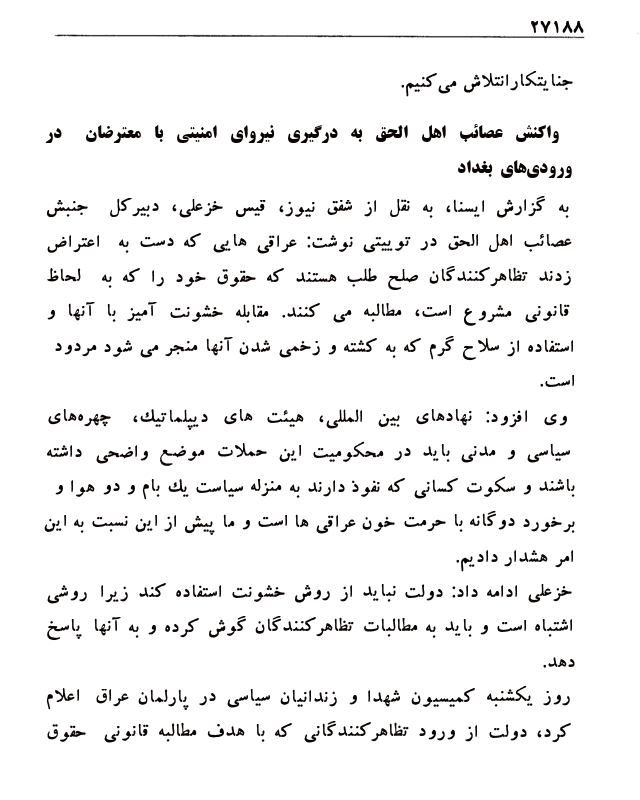 ۲۷۱۸۸
جنایتکارانتلاش می‌کنیم.
واکنش عصائب اهل الحق به درگیری نیروای امنیتی با معترضان در
ورودی‌های بغداد
به گزارش ایسنا، به نقل از شفق نیوز، قیس خزعلی، دبیرکل جنبش
عصائب اهل الحق در توییتی نوشت: عراقی هایی که دست به اعتراض
زدند تظاهرکنندگان صلح طلب هستند که حقوق خود را که به لحاظ
قانونی مشروع است، مطالبه می کنند. مقابله خشونت آمیز با آنها و
استفاده از سلاح گرم که به کشته و زخمی شدن آنها منجر می شود مردود
است.
وی افزود: نهادهای بین المللی، هیئت های دیپلماتیك، چهره‌های
سیاسی و مدنی باید در محکومیت این حملات موضع واضحی داشته
باشند و سکوت کسانی که نفوذ دارند به منزله سیاست یك بام و دو هوا و
برخورد دوگانه با حرمت خون عراقی ها است و ما پیش از این نسبت به این
امر هشدار دادیم.
خزعلی ادامه داد: دولت نباید از روش خشونت استفاده کند زیرا روشی
اشتباه است و باید به مطالبات تظاهرکنندگان گوش کرده و به آنها پاسخ
دهد.
روز یکشنبه کمیسیون شهدا و زندانیان سیاسی در پارلمان عراق اعلام
کرد، دولت از ورود تظاهرکنندگانی که با هدف مطالبه قانونی حقوق